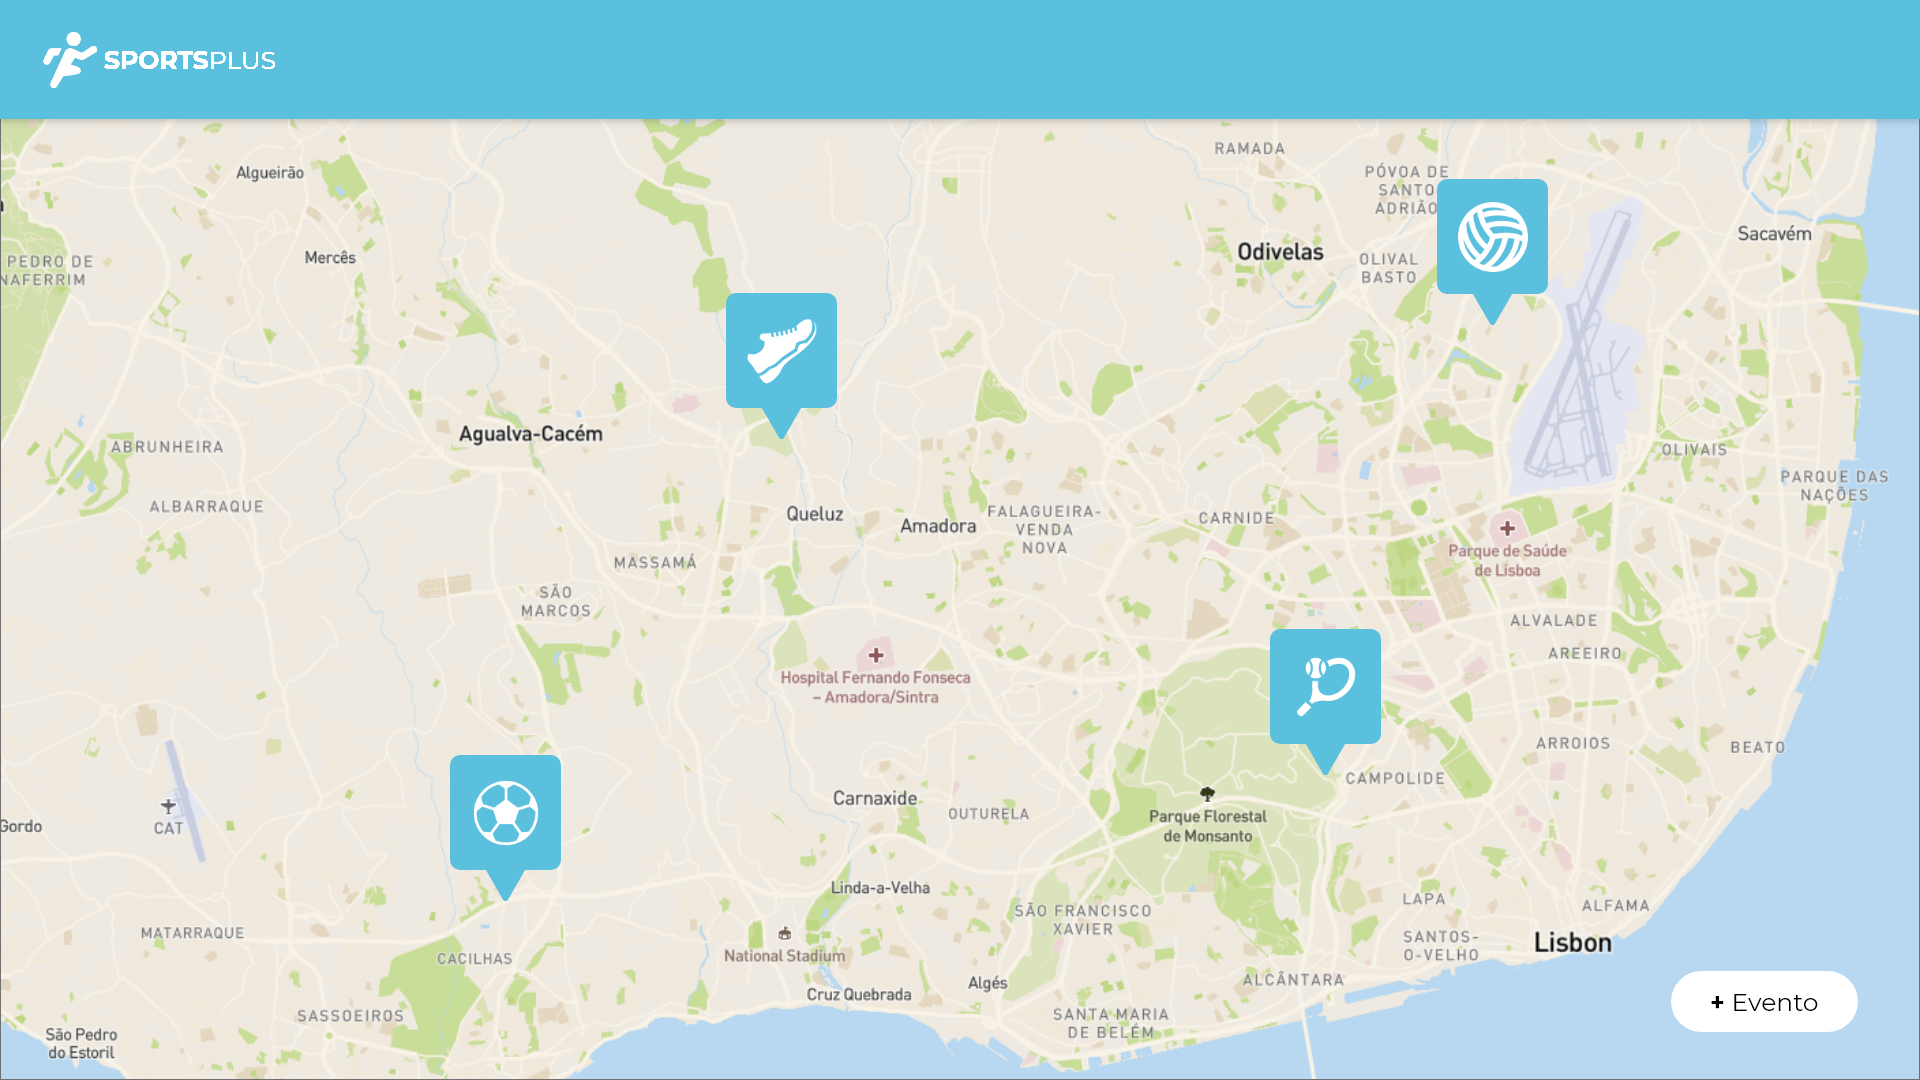 SPORTSPLUS
RAMADA
Algueirão
PÓVOA DE
SANTO
ADRIÃO
Sacavém
Odivelas
Mercês
PEDRO DE
NAFERRIM
OLIVAL
BASTO
Agualva-Cacém
ABRUNHEIRA
OLIVAIS
PARQUE DAS
NAÇÕES
ALBARRAQUE
Queluz
Amadora
FALAGUEIRA-
VENDA
NOVA
CARNIDE
Parque de Saúde
de Lisboa
MASSAMÁ
SÃO
MARCOS
ALVALADE
AREEIRO
Hospital Fernando Fonseca
– Amadora/Sintra
ARROIOS
BEATO
CAMPOLIDE
Carnaxide
OUTURELA
Parque Florestal
de Monsanto
Gordo
CAT
Linda-a-Velha
LAPA
ALFAMA
SÃO FRANCISCO
XAVIER
MATARRAQUE
SANTOS-
O-VELHO
Lisbon
CACILHAS
National Stadium
Algés
ALCÂNTARA
Cruz Quebrada
+ Evento
SASSOEIROS
SANTA MARIA
DE BELÉM
São Pedro
do Estoril